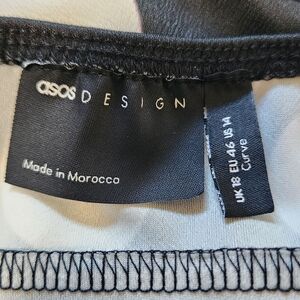 asos DESIGN
Made in Morocco
UK 18 EU 46 US 14
Curve